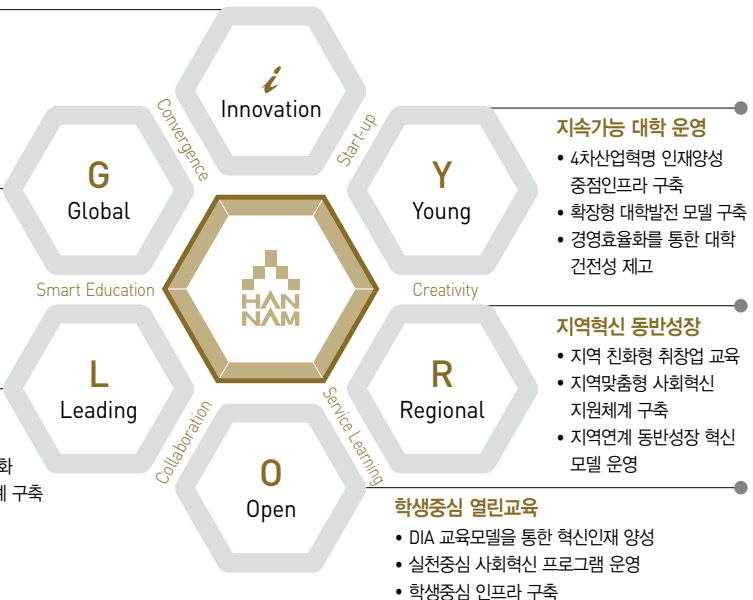 i
Innovation
Convergence
Start-up
G
Global
Y
Young
지속가능 대학 운영
• 4차산업혁명 인재양성
중점인프라 구축
• 확장형 대학발전 모델 구축
• 경영효율화를 통한 대학
건전성 제고
Smart Education
HAN
NAM
Creativity
L
Leading
R
Regional
지역혁신 동반성장
• 지역 친화형 취창업 교육
• 지역맞춤형 사회혁신
지원체계 구축
• 지역연계 동반성장 혁신
모델 운영
Collaboration
Service Learning
화
구축
O
Open
학생중심 열린교육
• DIA 교육모델을 통한 혁신인재 양성
• 실천중심 사회혁신 프로그램 운영
• 학생중심 인프라 구축